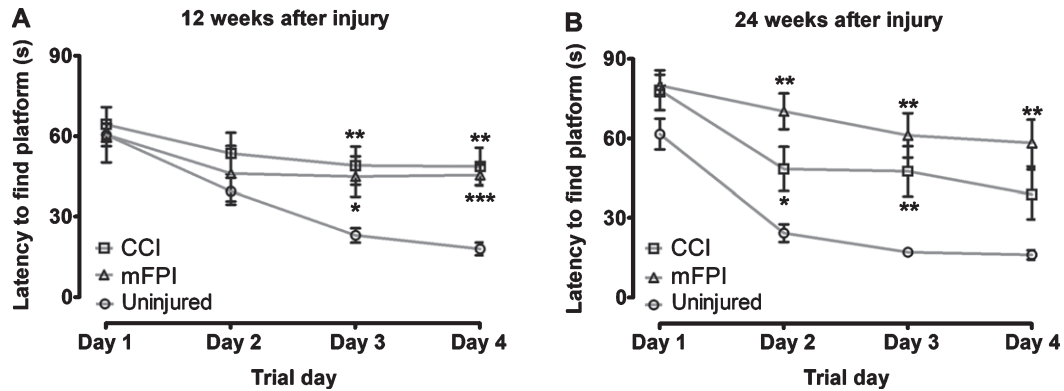 A
12 weeks after injury
Latency to find platform (s)
90
60
30
0
**
**
*
***
CCI
mFPI
Uninjured
Day 1 Day 2 Day 3 Day 4
Trial day
B
24 weeks after injury
Latency to find platform (s)
90
60
30
0
**
**
**
*
**
CCI
mFPI
Uninjured
Day 1 Day 2 Day 3 Day 4
Trial day